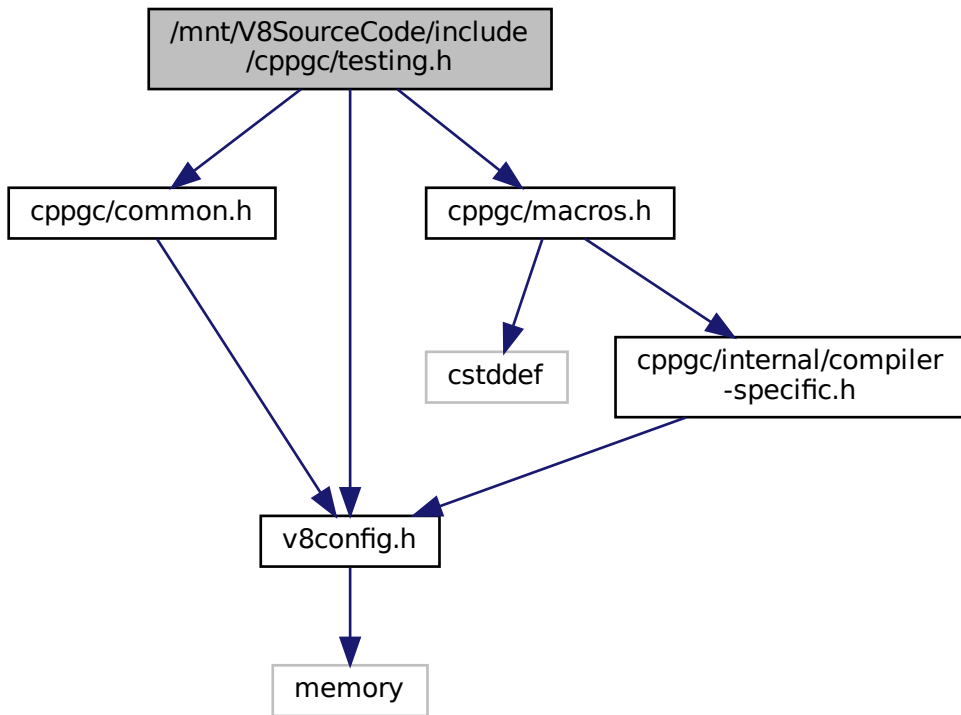 /mnt/V8SourceCode/include
/cppgc/testing.h
cppgc/common.h
cppgc/macros.h
cstddef
cppgc/internal/compiler
-specific.h
v8config.h
memory